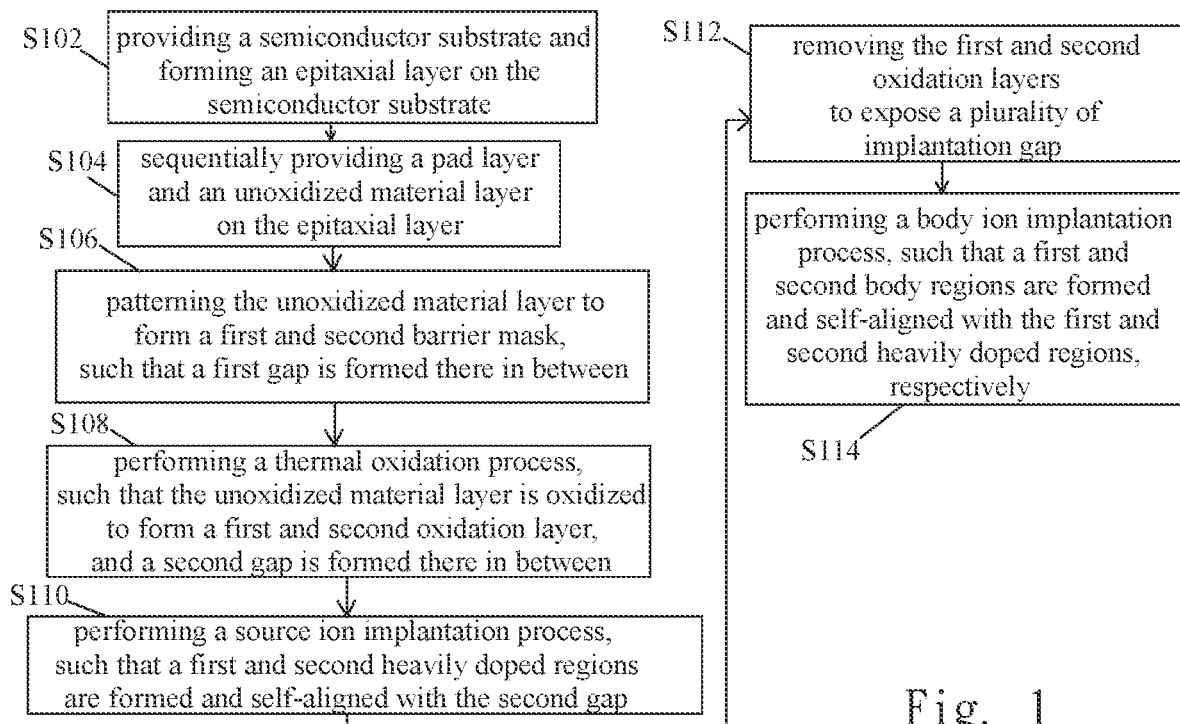 S102
providing a semiconductor substrate and
forming an epitaxial layer on the
semiconductor substrate
S104
sequentially providing a pad layer
and an unoxidized material layer
on the epitaxial layer
S106
patterning the unoxidized material layer to
form a first and second barrier mask,
such that a first gap is formed there in between
S108
performing a thermal oxidation process,
such that the unoxidized material layer is oxidized
to form a first and second oxidation layer,
and a second gap is formed there in between
S110
performing a source ion implantation process,
such that a first and second heavily doped regions
are formed and self-aligned with the second gap
S112
removing the first and second
oxidation layers
to expose a plurality of
implantation gap
performing a body ion implantation
process, such that a first and
second body regions are formed
and self-aligned with the first and
second heavily doped regions,
respectively
S114
Fig. 1